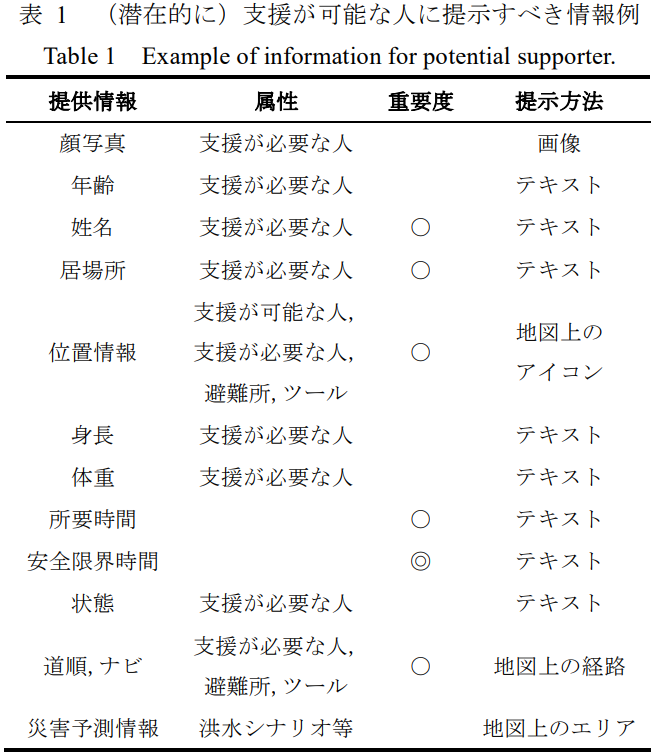 表 1 （潜在的に）支援が可能な人に提示すべき情報例
Table 1 Example of information for potential supporter.
提供情報 属性 重要度 提示方法
顔写真 支援が必要な人 画像
年齢 支援が必要な人 テキスト
姓名 支援が必要な人 ○ テキスト
居場所 支援が必要な人 ○ テキスト
位置情報 支援が可能な人, 支援が必要な人, 避難所, ツール ○ 地図上の アイコン
身長 支援が必要な人 テキスト
体重 支援が必要な人 テキスト
所要時間 ○ テキスト
安全限界時間 ◎ テキスト
状態 支援が必要な人 テキスト
道順, ナビ 支援が必要な人, 避難所, ツール ○ 地図上の経路
災害予測情報 洪水シナリオ等 地図上のエリア